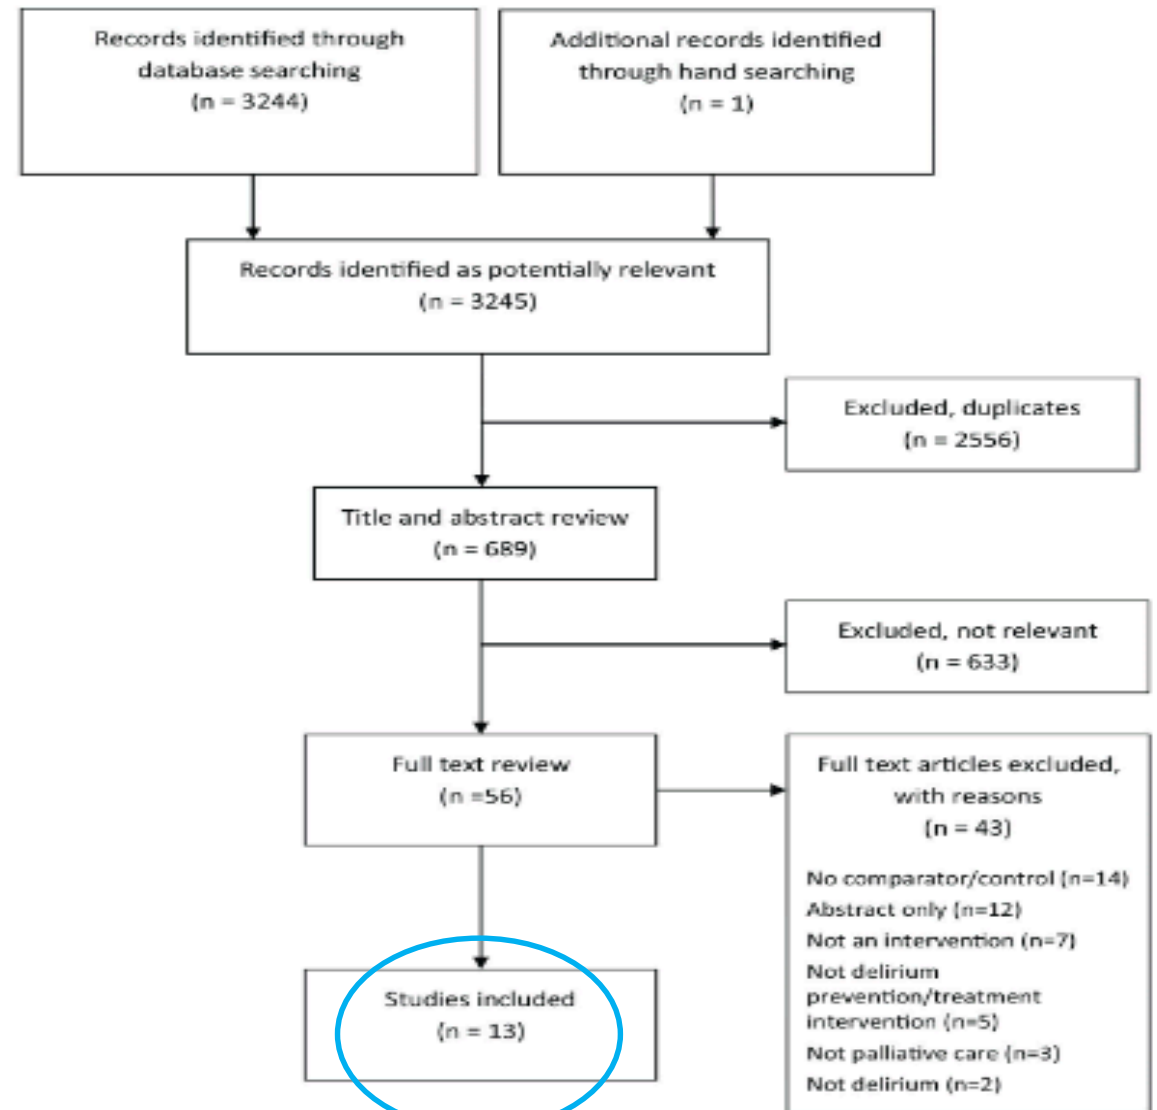 Records identified through
database searching
(n = 3244)
Additional records identified
through hand searching
(n = 1)
Records identified as potentially relevant
(n = 3245)
Excluded, duplicates
(n = 2556)
Title and abstract review
(n = 689)
Excluded, not relevant
(n = 633)
Full text review
(n =56)
Full text articles excluded,
with reasons
(n = 43)
No comparator/control (n=14)
Abstract only (n=12)
Not an intervention (n=7)
Not delirium
prevention/treatment
intervention (n=5)
Not palliative care (n=3)
Not delirium (n=2)
Studies included
(n = 13)